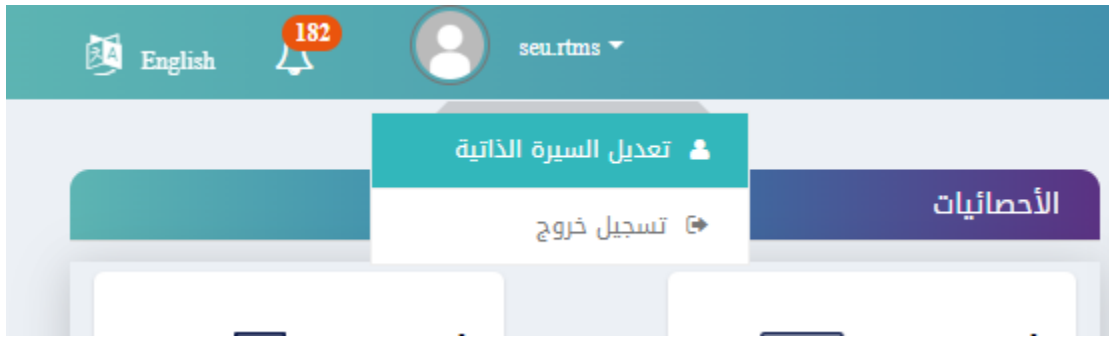 English
182
seu.rtms
تعديل السيرة الذاتية
تسجيل خروج
الأحصائيات